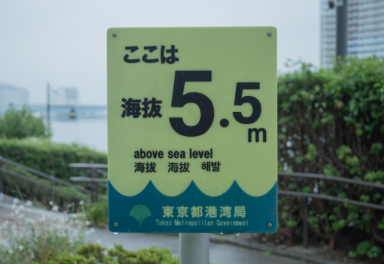 ここは
海抜 5.5m
above sea level
海拔 海拔 해발
東京都港湾局
Tokyo Metropolitan Government